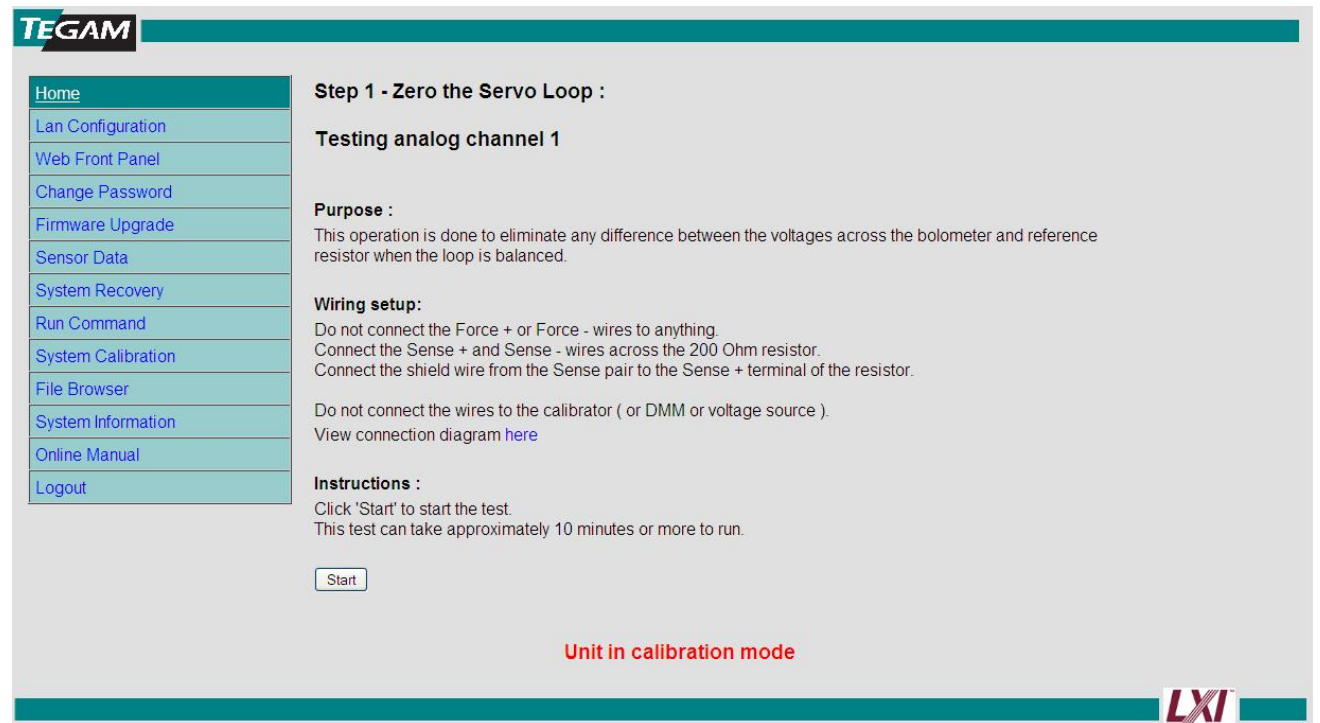 TEGAM
Home
Lan Configuration
Web Front Panel
Change Password
Firmware Upgrade
Sensor Data
System Recovery
Run Command
System Calibration
File Browser
System Information
Online Manual
Logout
Step 1 - Zero the Servo Loop :
Testing analog channel 1
Purpose :
This operation is done to eliminate any difference between the voltages across the bolometer and reference
resistor when the loop is balanced.
Wiring setup:
Do not connect the Force + or Force - wires to anything.
Connect the Sense + and Sense - wires across the 200 Ohm resistor.
Connect the shield wire from the Sense pair to the Sense + terminal of the resistor.
Do not connect the wires to the calibrator ( or DMM or voltage source ).
View connection diagram here
Instructions :
Click 'Start' to start the test.
This test can take approximately 10 minutes or more to run.
Start
Unit in calibration mode
LXI